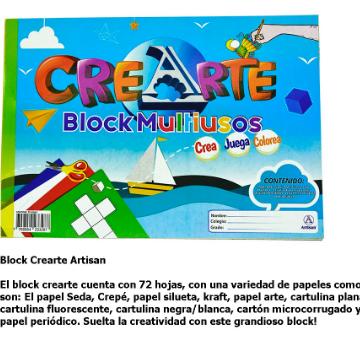 CREARTE
Block Multiusos
Crea Juega Colorea
CONTENIDO:
Nombre:
Colegio:
Grado:
Artisan
Block Crearte Artisan
El block crearte cuenta con 72 hojas, con una variedad de papeles como
son: El papel Seda, Crepé, papel silueta, kraft, papel arte, cartulina plana
cartulina fluorescente, cartulina negra/blanca, cartón microcorrugado y
papel periódico. Suelta la creatividad con este grandioso block!